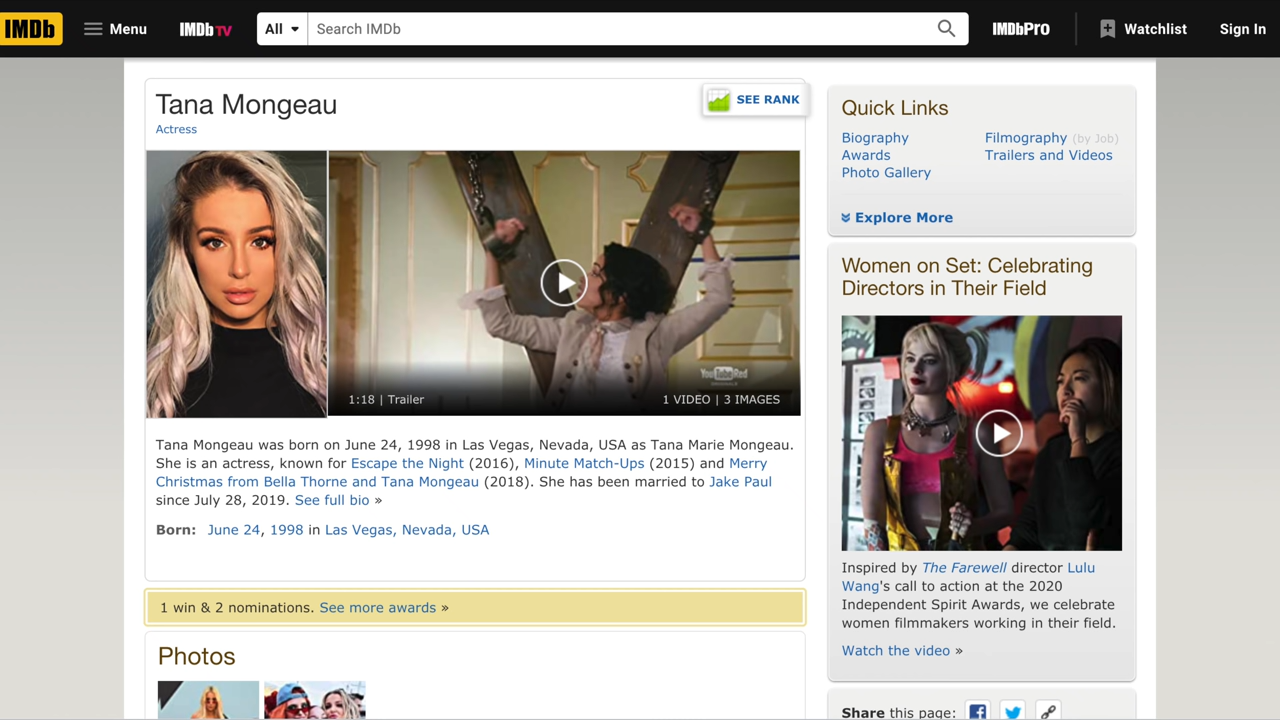 IMDb Menu IMDb TV All Search IMDb IMDbPro Watchlist Sign In
Tana Mongeau
SEE RANK
Actress
1:18 | Trailer
YouTube Red
1 VIDEO | 3 IMAGES
Tana Mongeau was born on June 24, 1998 in Las Vegas, Nevada, USA as Tana Marie Mongeau.
She is an actress, known for Escape the Night (2016), Minute Match-Ups (2015) and Merry
Christmas from Bella Thorne and Tana Mongeau (2018). She has been married to Jake Paul
since July 28, 2019. See full bio »
Born: June 24, 1998 in Las Vegas, Nevada, USA
1 win & 2 nominations. See more awards »
Photos
Quick Links
Biography Filmography (by Job)
Awards Trailers and Videos
Photo Gallery
Explore More
Women on Set: Celebrating
Directors in Their Field
Inspired by The Farewell director Lulu
Wang's call to action at the 2020
Independent Spirit Awards, we celebrate
women filmmakers working in their field.
Watch the video »
Share this page: